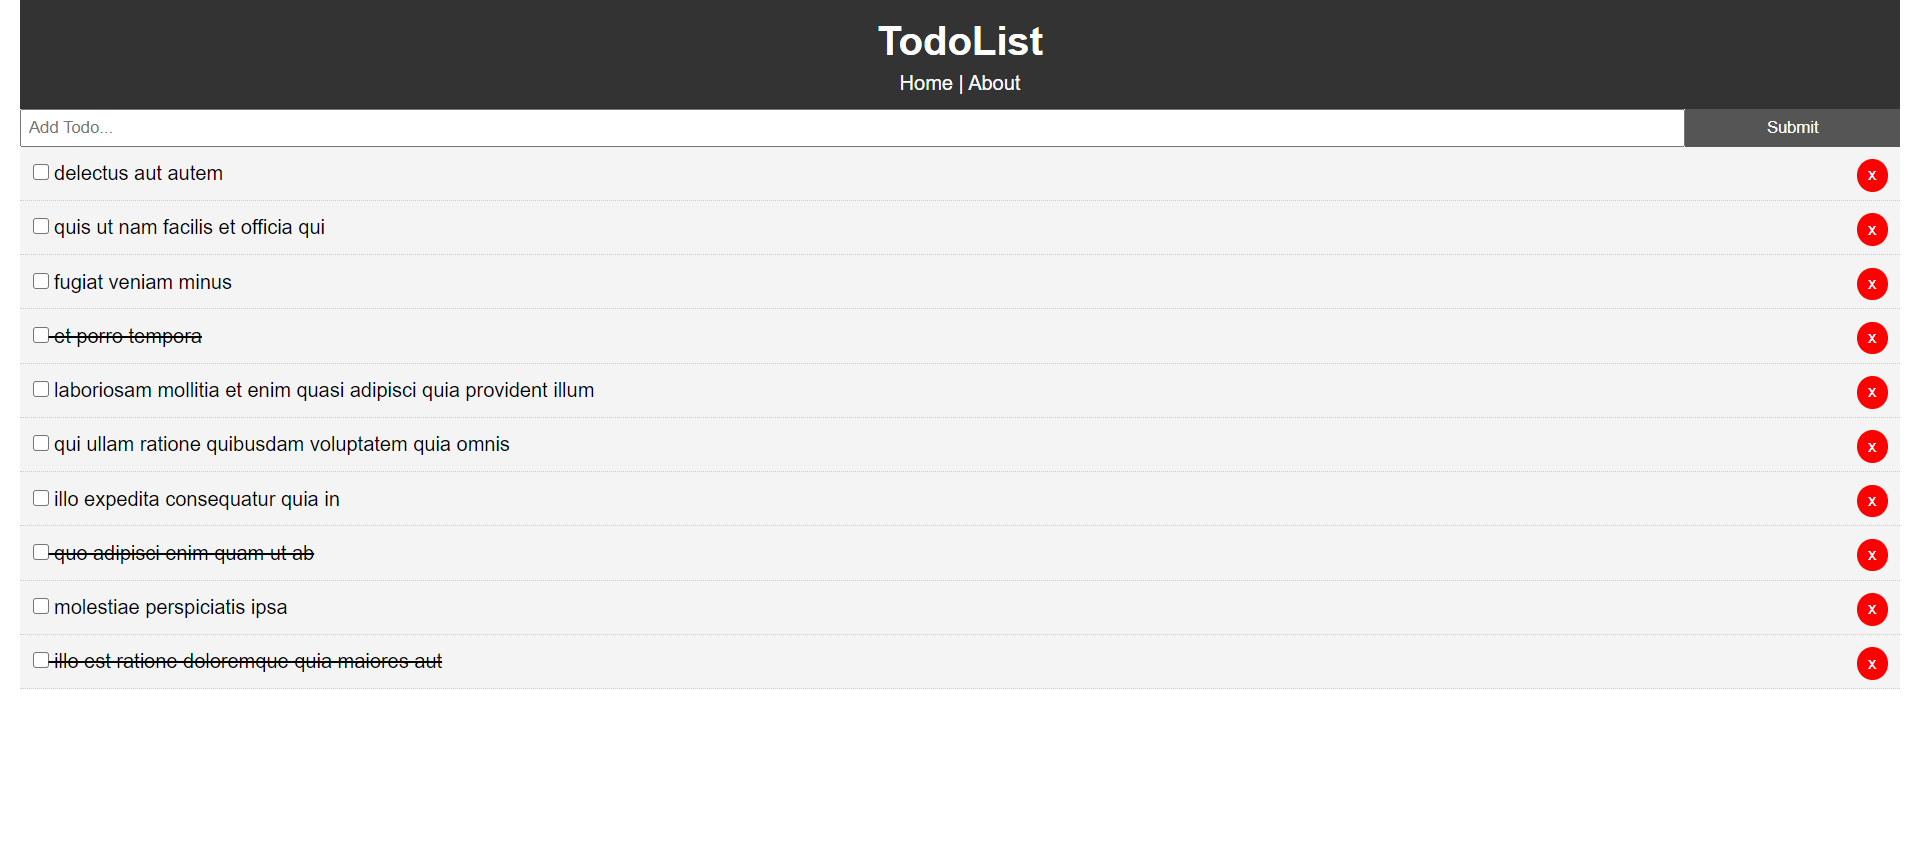 TodoList
Home | About
Add Todo...
Submit
delectus aut autem
x
quis ut nam facilis et officia qui
x
fugiat veniam minus
x
et porro tempora
x
laboriosam mollitia et enim quasi adipisci quia provident illum
x
qui ullam ratione quibusdam voluptatem quia omnis
x
illo expedita consequatur quia in
x
quo adipisci enim quam ut ab
x
molestiae perspiciatis ipsa
x
illo est ratione doloremque quia maiores aut
x